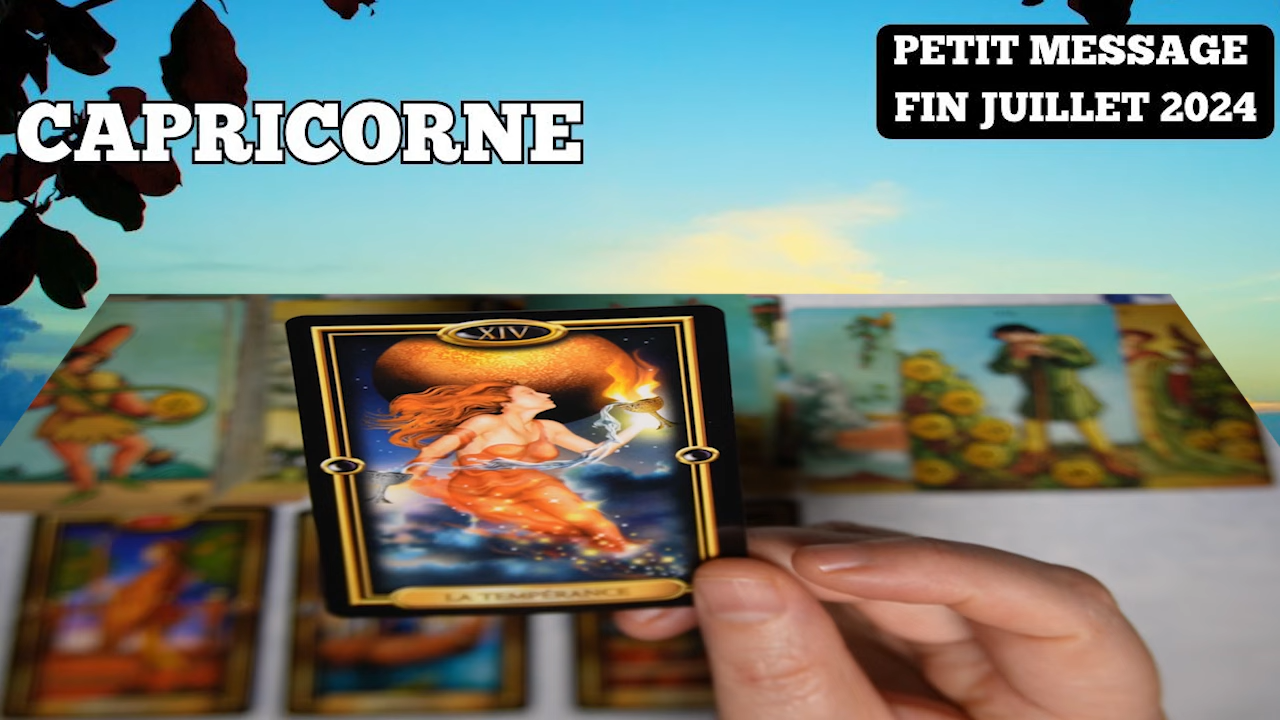 CAPRICORNE
PETIT MESSAGE
FIN JUILLET 2024
XIV
LA TEMPÉRANCE